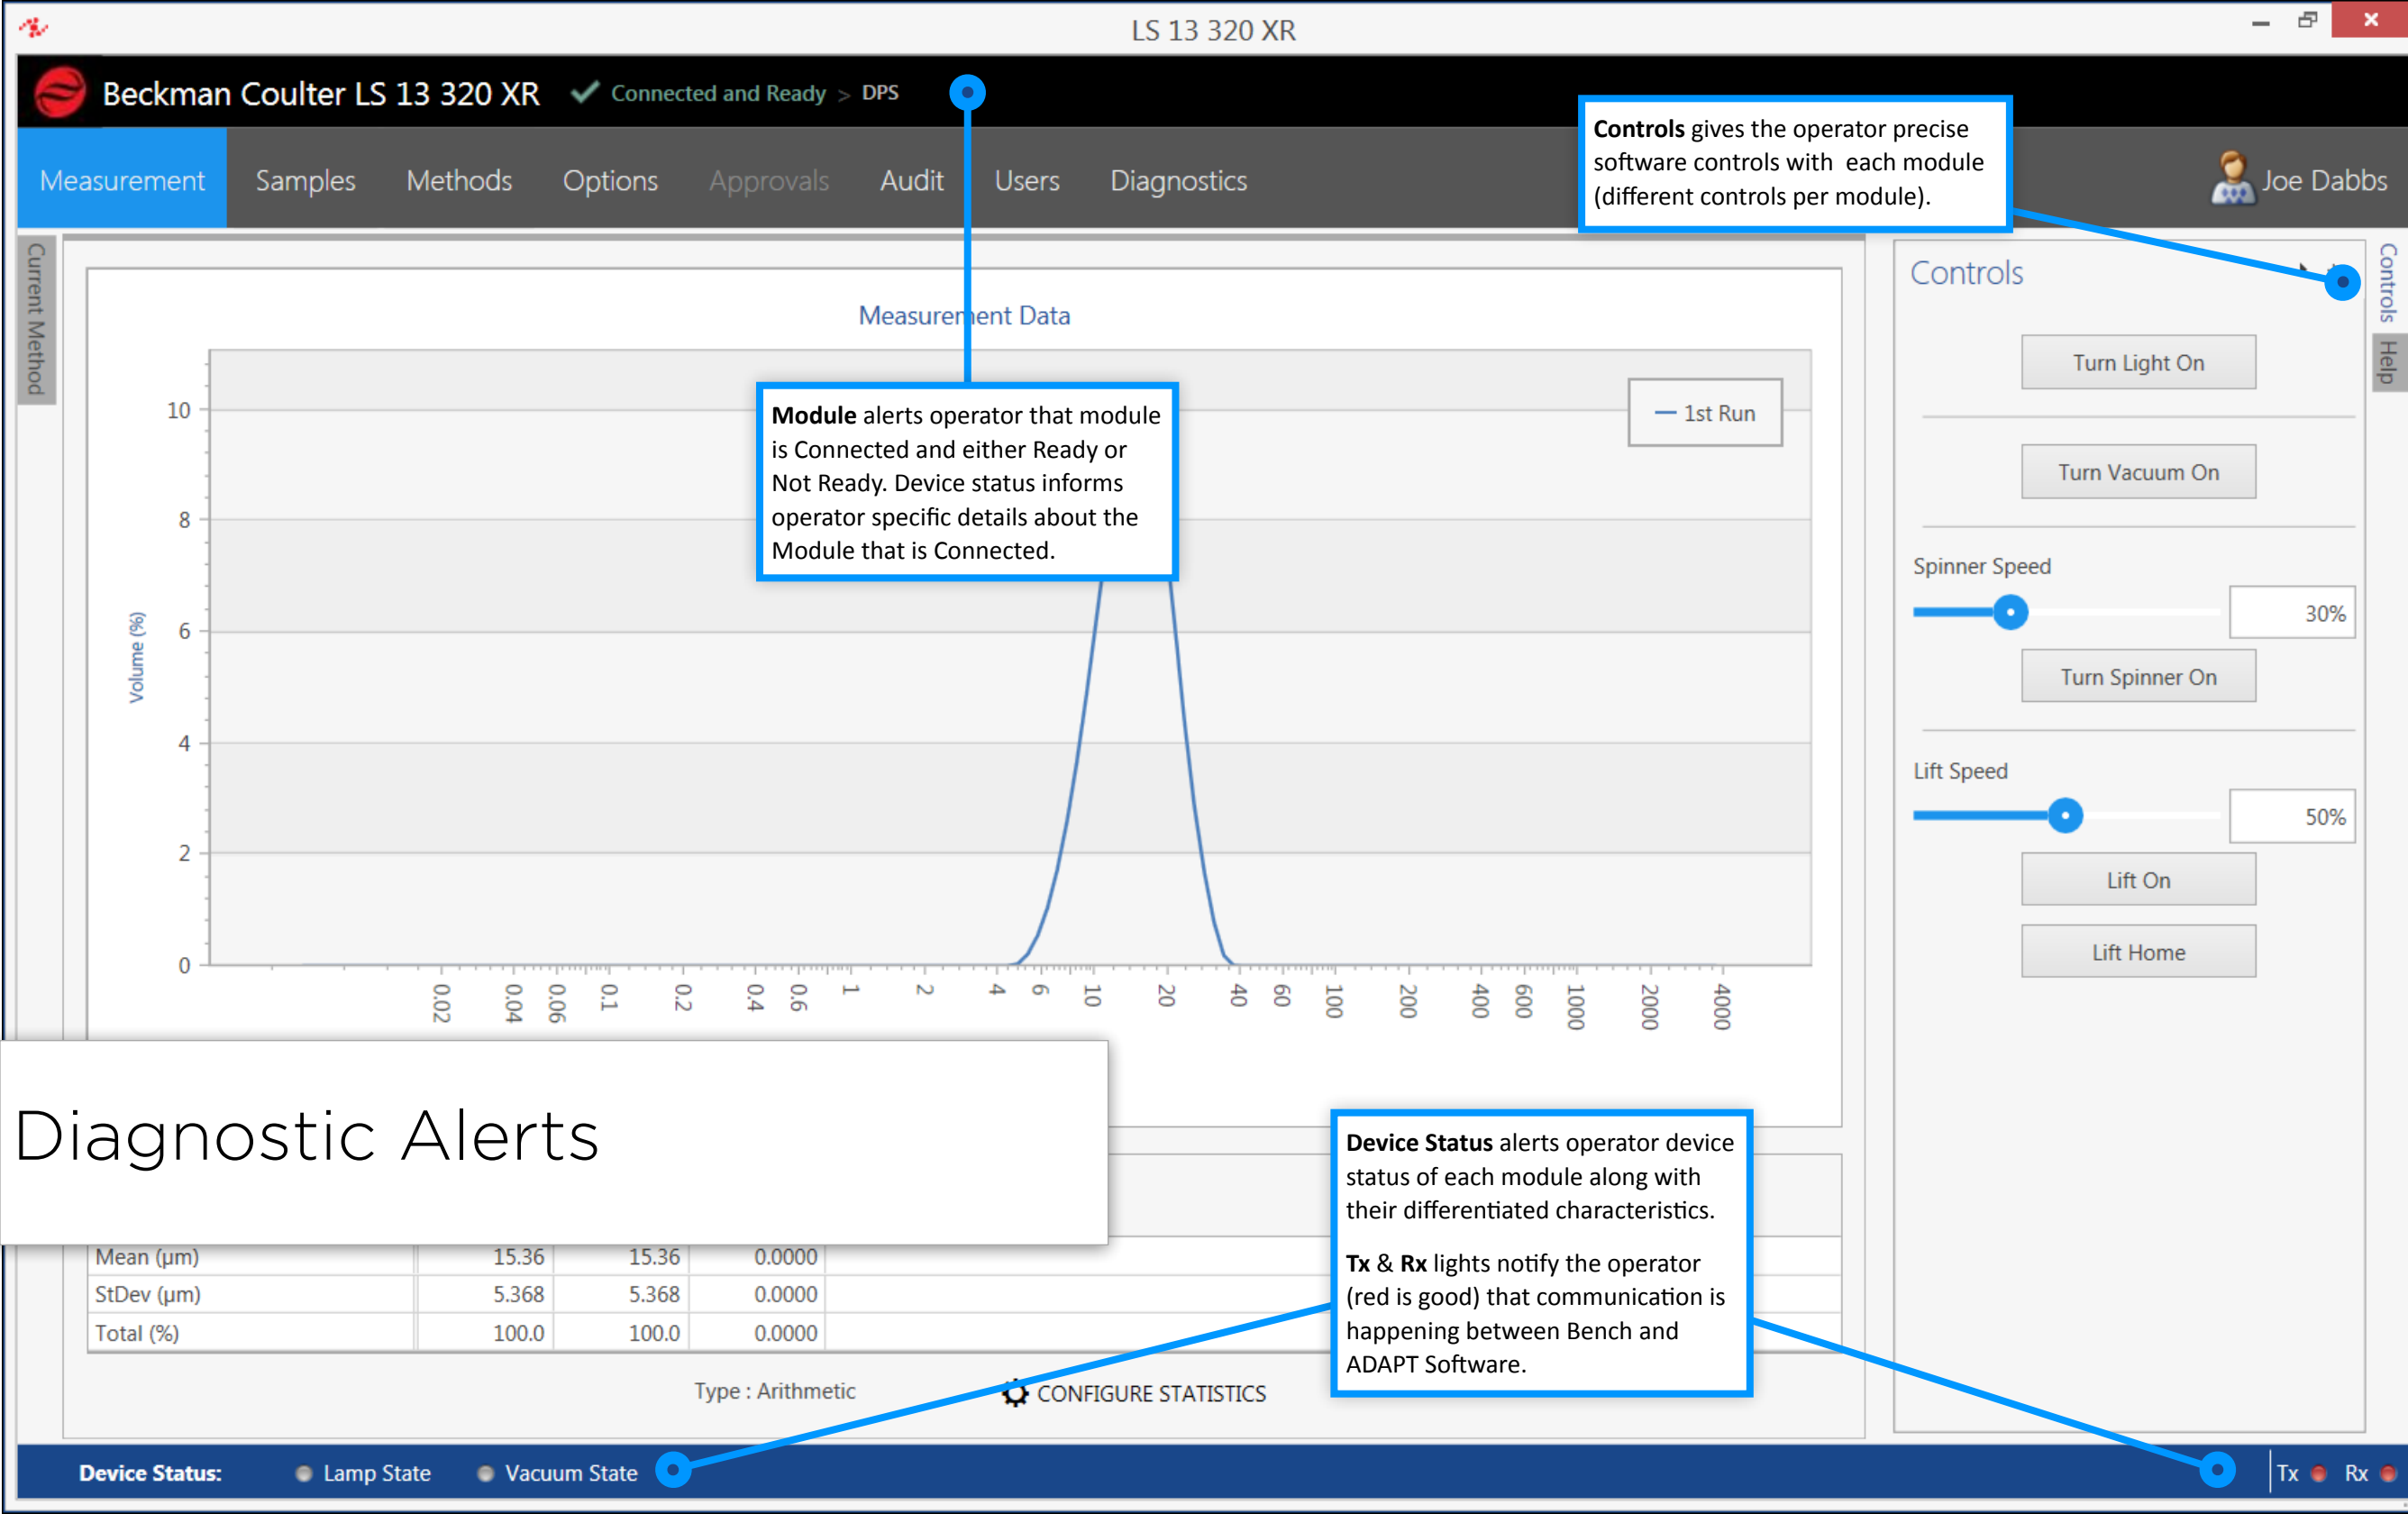 LS 13 320 XR
Beckman Coulter LS 13 320 XR Connected and Ready > DPS
Measurement Samples Methods Options Approvals Audit Users Diagnostics
Joe Dabbs
Controls gives the operator precise
software controls with each module
(different controls per module).
Current Method
Controls
Controls
Help
Measurement Data
Module alerts operator that module
is Connected and either Ready or
Not Ready. Device status informs
operator specific details about the
Module that is Connected.
1st Run
Volume (%)
10
8
6
4
2
0
0.02 0.04 0.06 0.1 0.2 0.4 0.6 1 2 4 6 10 20 40 60 100 200 400 600 1000 2000 4000
Turn Light On
Turn Vacuum On
Spinner Speed
30%
Turn Spinner On
Lift Speed
50%
Lift On
Lift Home
Diagnostic Alerts
Device Status alerts operator device
status of each module along with
their differentiated characteristics.
Tx & Rx lights notify the operator
(red is good) that communication is
happening between Bench and
ADAPT Software.
Mean (µm) 15.36 15.36 0.0000
StDev (µm) 5.368 5.368 0.0000
Total (%) 100.0 100.0 0.0000
Type : Arithmetic CONFIGURE STATISTICS
Device Status: Lamp State Vacuum State Tx Rx